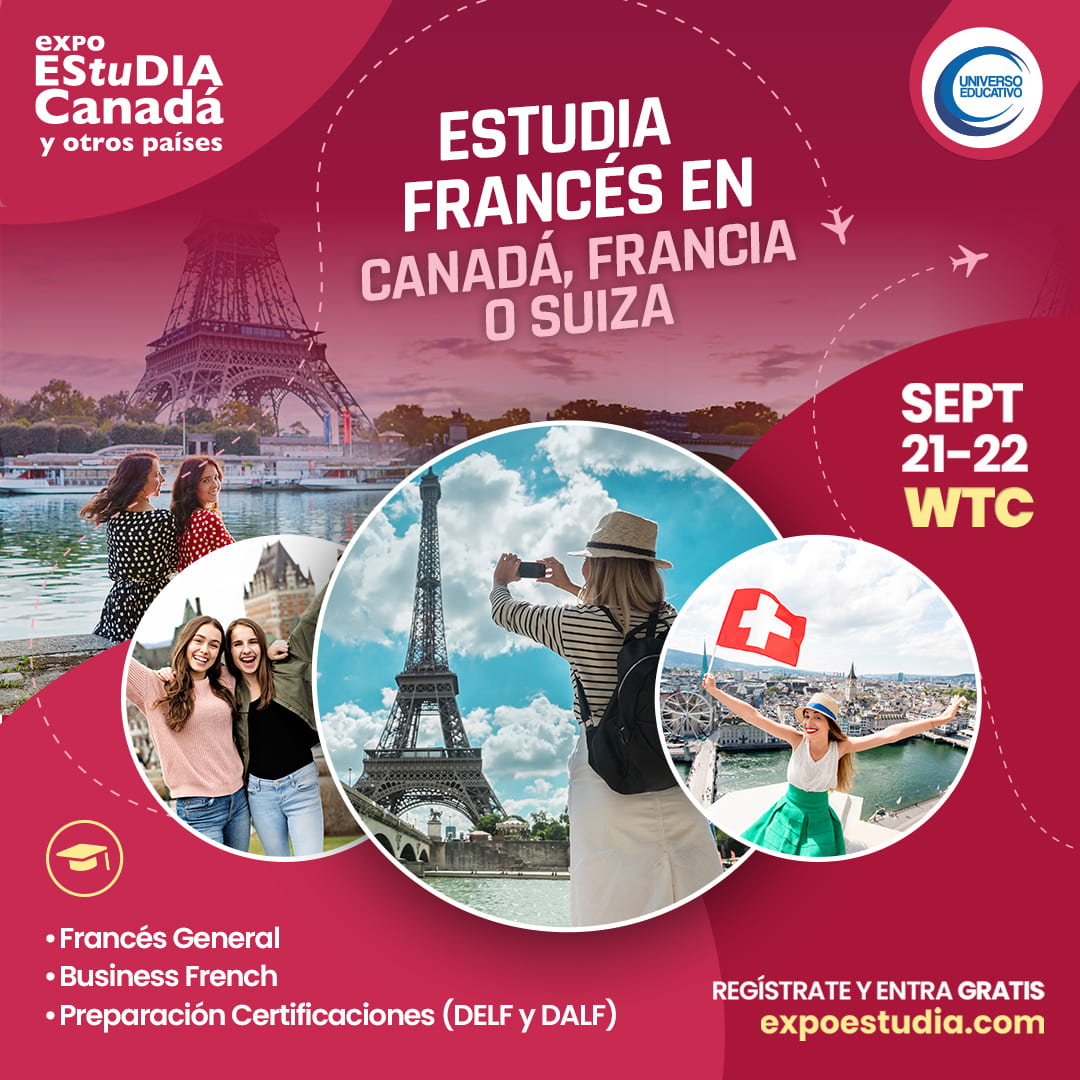 EXPO
EStuDIA
Canadá
y otros países
UNIVERSO
EDUCATIVO
ESTUDIA
FRANCÉS EN
CANADÁ, FRANCIA
O SUIZA
SEPT
21-22
WTC
• Francés General
• Business French
• Preparación Certificaciones (DELF y DALF)
REGÍSTRATE Y ENTRA GRATIS
expoestudia.com